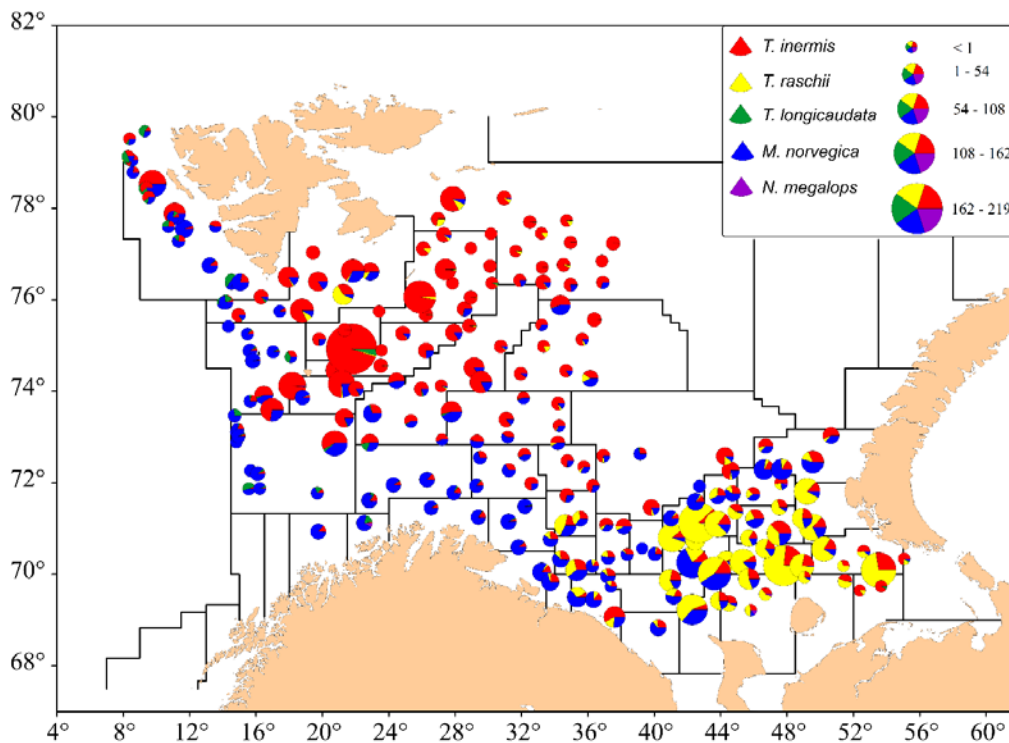 82°
80°
78°
76°
74°
72°
70°
68°
T. inermis < 1
T. raschii 1 - 54
T. longicaudata 54 - 108
M. norvegica 108 - 162
N. megalops 162 - 219
4° 8° 12° 16° 20° 24° 28° 32° 36° 40° 44° 48° 52° 56° 60°